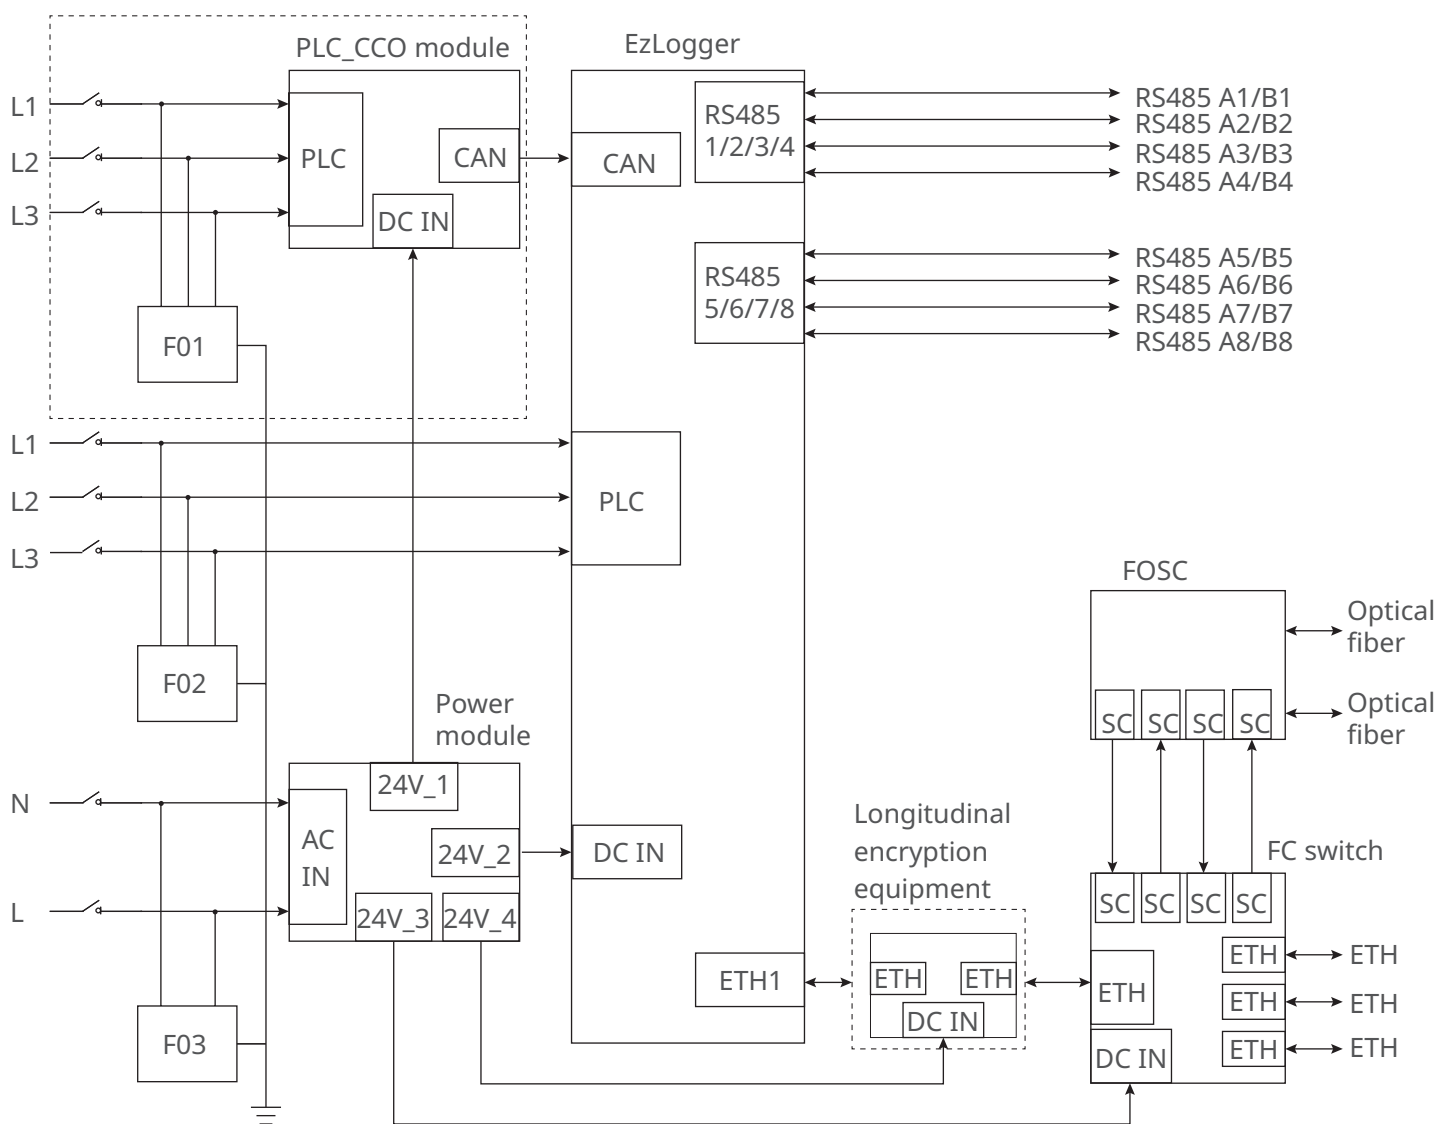 PLC_CCO module
EzLogger
L1
L2
L3
PLC
CAN
DC IN
F01
CAN
RS485
1/2/3/4
RS485 A1/B1
RS485 A2/B2
RS485 A3/B3
RS485 A4/B4
RS485
5/6/7/8
RS485 A5/B5
RS485 A6/B6
RS485 A7/B7
RS485 A8/B8
L1
L2
L3
PLC
F02
Power
module
N
L
AC
IN
24V_1
24V_2
24V_3
24V_4
F03
DC IN
ETH1
Longitudinal
encryption
equipment
ETH
ETH
DC IN
FOSC
Optical
fiber
Optical
fiber
SC
SC
SC
SC
FC switch
SC
SC
SC
SC
ETH
DC IN
ETH
ETH
ETH
ETH
ETH
ETH